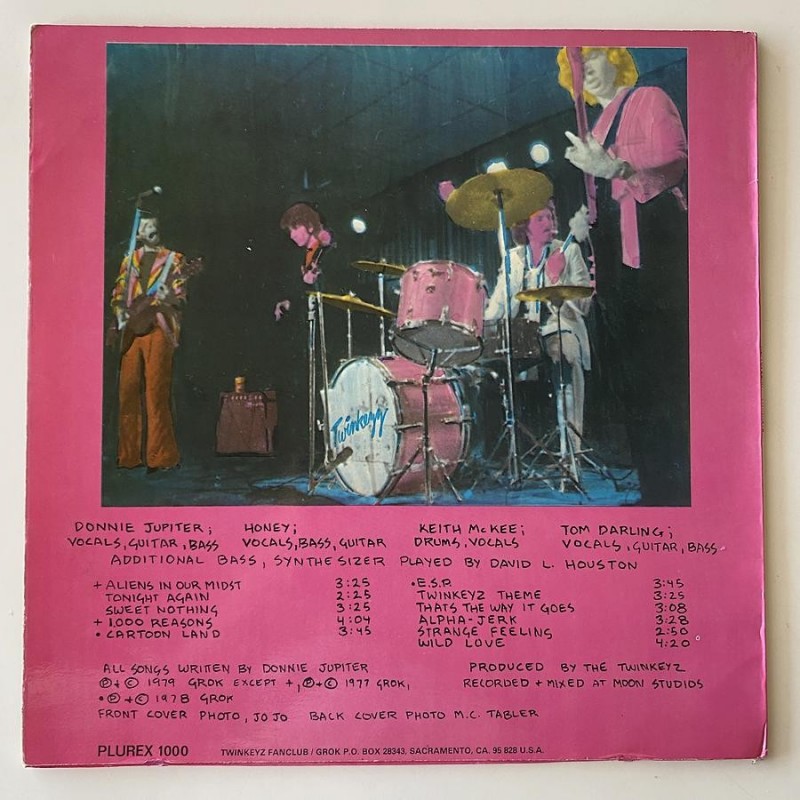 Twinkeyz
DONNIE JUPITER; HONEY; KEITH McKEE; TOM DARLING;
VOCALS, GUITAR, BASS VOCALS, BASS, GUITAR DRUMS, VOCALS VOCALS, GUITAR, BASS
ADDITIONAL BASS, SYNTHESIZER PLAYED BY DAVID L. HOUSTON
+ ALIENS IN OUR MIDST 3:25
TONIGHT AGAIN 2:25
SWEET NOTHING 3:25
+ 1,000 REASONS 4:04
• CARTOON LAND 3:45
• E.S.P. 3:45
TWINKEYZ THEME 3:25
THATS THE WAY IT GOES 3:08
ALPHA-JERK 3:28
STRANGE FEELING 2:50
WILD LOVE 4:20
ALL SONGS WRITTEN BY DONNIE JUPITER
Ⓟ+© 1979 GROK EXCEPT +, Ⓟ+© 1977 GROK,
• Ⓟ+© 1978 GROK
FRONT COVER PHOTO, JO JO BACK COVER PHOTO M.C. TABLER
PRODUCED BY THE TWINKEYZ
RECORDED + MIXED AT MOON STUDIOS
PLUREX 1000 TWINKEYZ FANCLUB / GROK P.O. BOX 28343, SACRAMENTO, CA. 95 828 U.S.A.